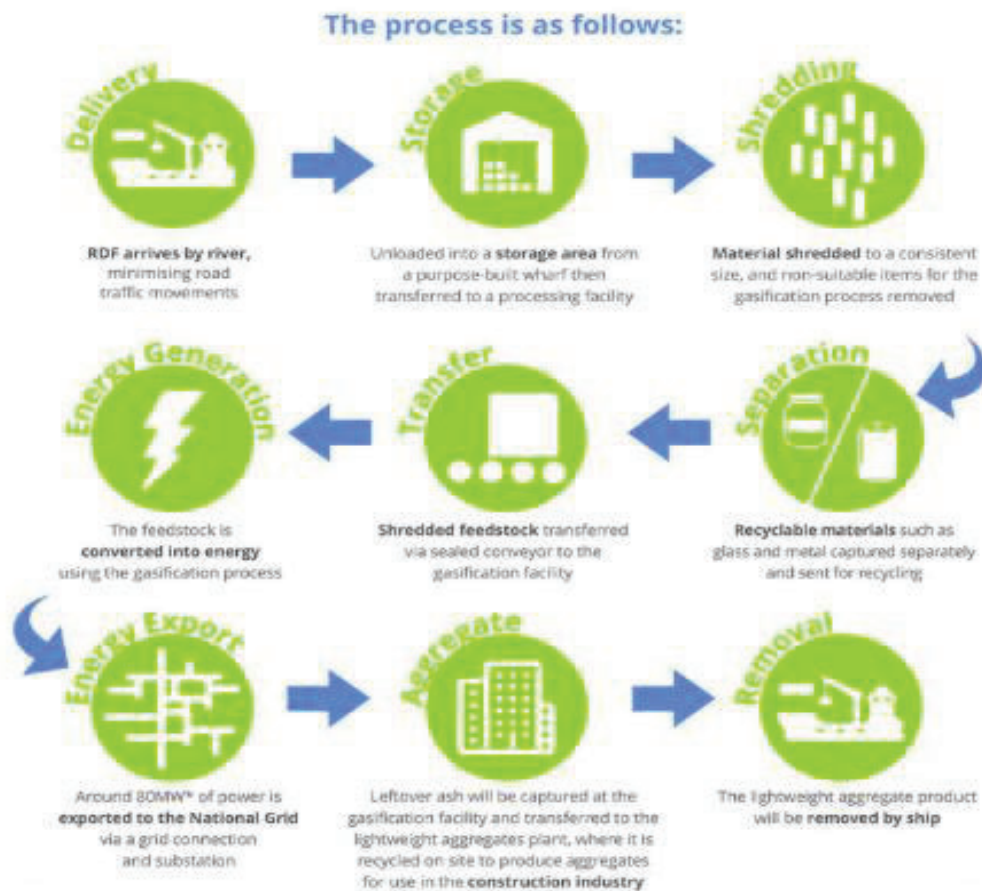 The process is as follows:
Delivery
RDF arrives by river,
minimising road
traffic movements
Storage
Unloaded into a storage area from
a purpose-built wharf then
transferred to a processing facility
Shredding
Material shredded to a consistent
size, and non-suitable items for the
gasification process removed
Separation
Recyclable materials such as
glass and metal captured separately
and sent for recycling
Transfer
Shredded feedstock transferred
via sealed conveyor to the
gasification facility
Energy Generation
The feedstock is
converted into energy
using the gasification process
Energy Export
Around 80MW* of power is
exported to the National Grid
via a grid connection
and substation
Aggregate
Leftover ash will be captured at the
gasification facility and transferred to the
lightweight aggregates plant, where it is
recycled on site to produce aggregates
for use in the construction industry
Removal
The lightweight aggregate product
will be removed by ship